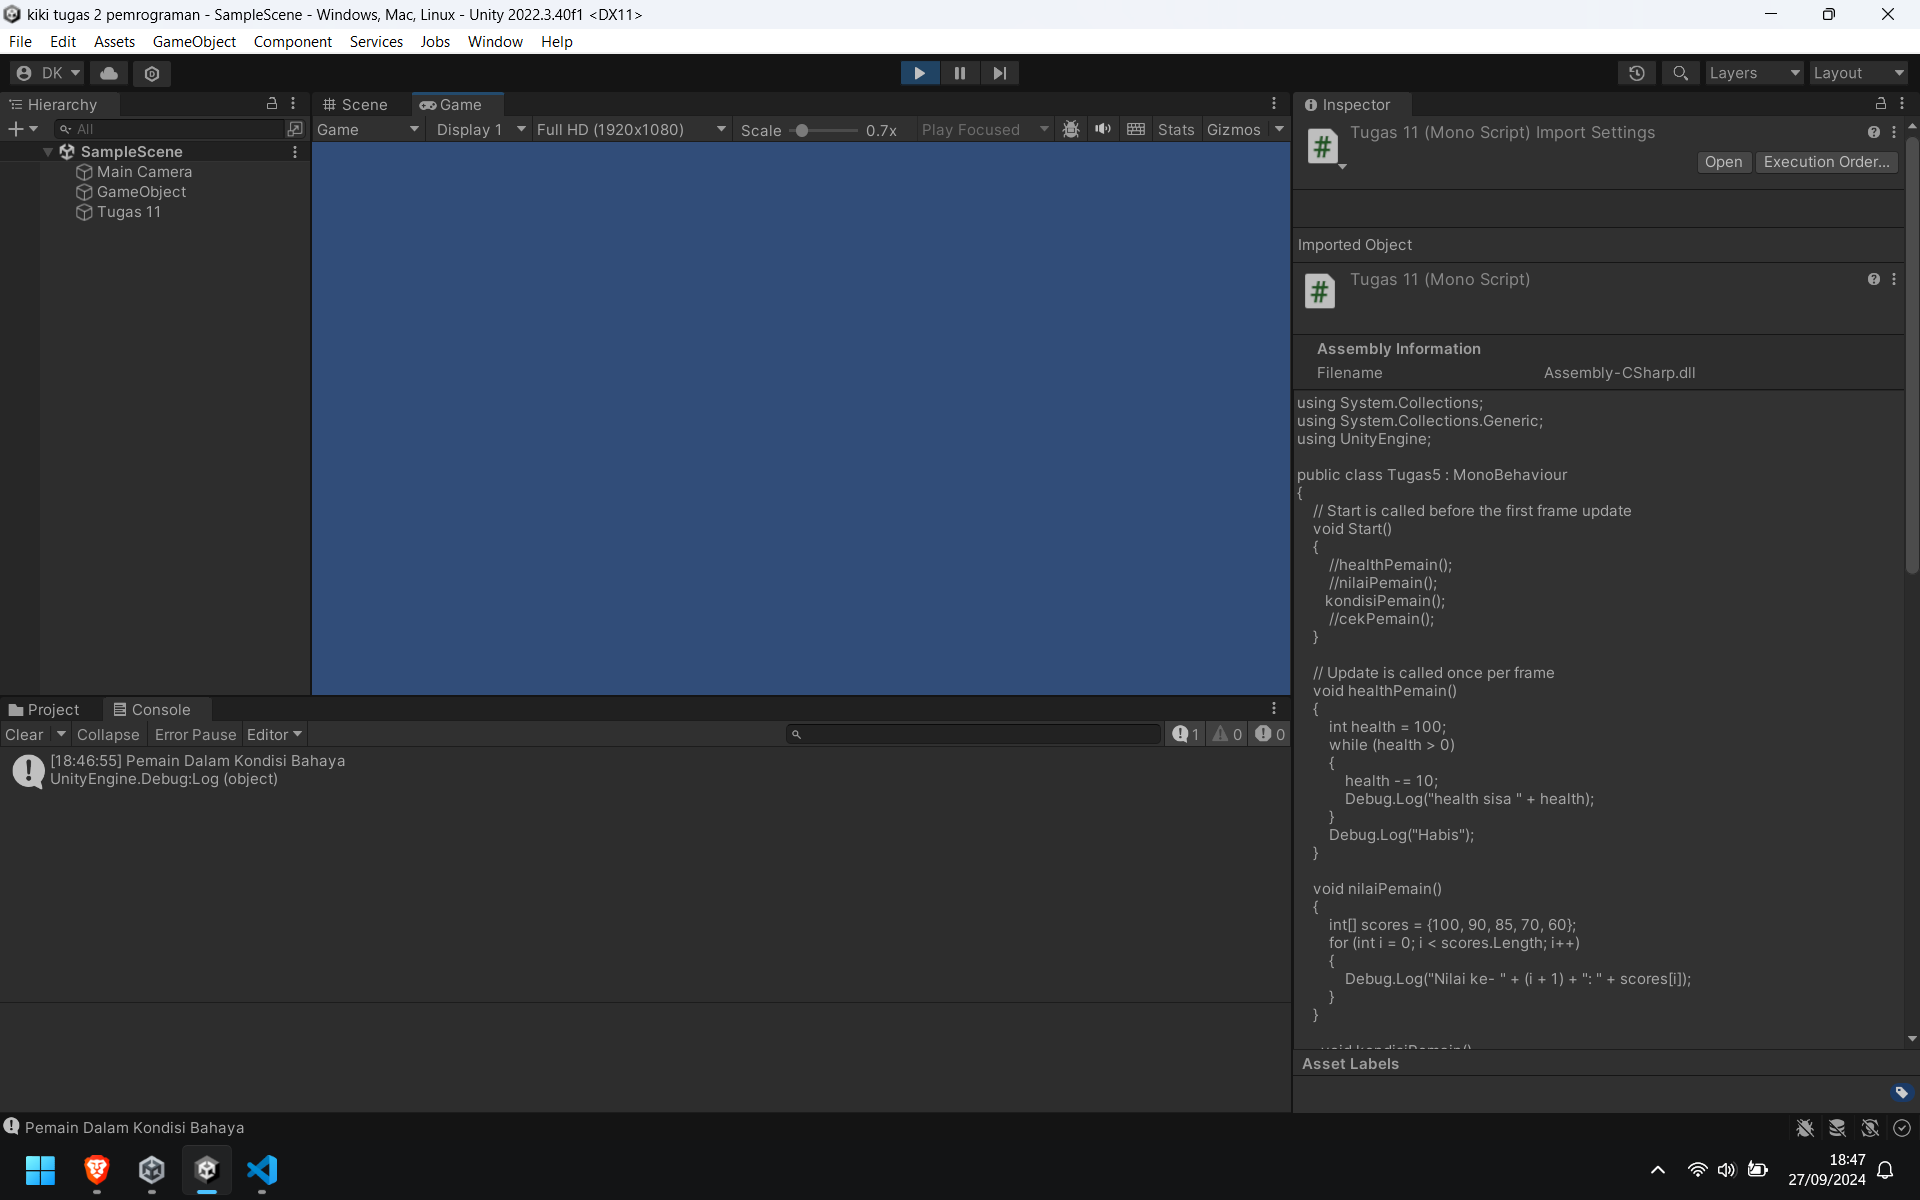 kiki tugas 2 pemrograman - SampleScene - Windows, Mac, Linux - Unity 2022.3.40f1 <DX11>
File Edit Assets GameObject Component Services Jobs Window Help
DK Layers Layout
Hierarchy
All
SampleScene
Main Camera
GameObject
Tugas 11
Scene Game
Game Display 1 Full HD (1920x1080) Scale 0.7x Play Focused Stats Gizmos
Project Console
Clear Collapse Error Pause Editor 1 0 0
[18:46:55] Pemain Dalam Kondisi Bahaya
UnityEngine.Debug:Log (object)
Inspector
Tugas 11 (Mono Script) Import Settings
Open Execution Order...
Imported Object
Tugas 11 (Mono Script)
Assembly Information
Filename Assembly-CSharp.dll
using System.Collections;
using System.Collections.Generic;
using UnityEngine;
public class Tugas5 : MonoBehaviour
{
// Start is called before the first frame update
void Start()
{
//healthPemain();
//nilaiPemain();
kondisiPemain();
//cekPemain();
}
// Update is called once per frame
void healthPemain()
{
int health = 100;
while (health > 0)
{
health -= 10;
Debug.Log("health sisa " + health);
}
Debug.Log("Habis");
}
void nilaiPemain()
{
int[] scores = {100, 90, 85, 70, 60};
for (int i = 0; i < scores.Length; i++)
{
Debug.Log("Nilai ke- " + (i + 1) + ": " + scores[i]);
}
}
void kondisiPemain()
Asset Labels
Pemain Dalam Kondisi Bahaya
18:47
27/09/2024